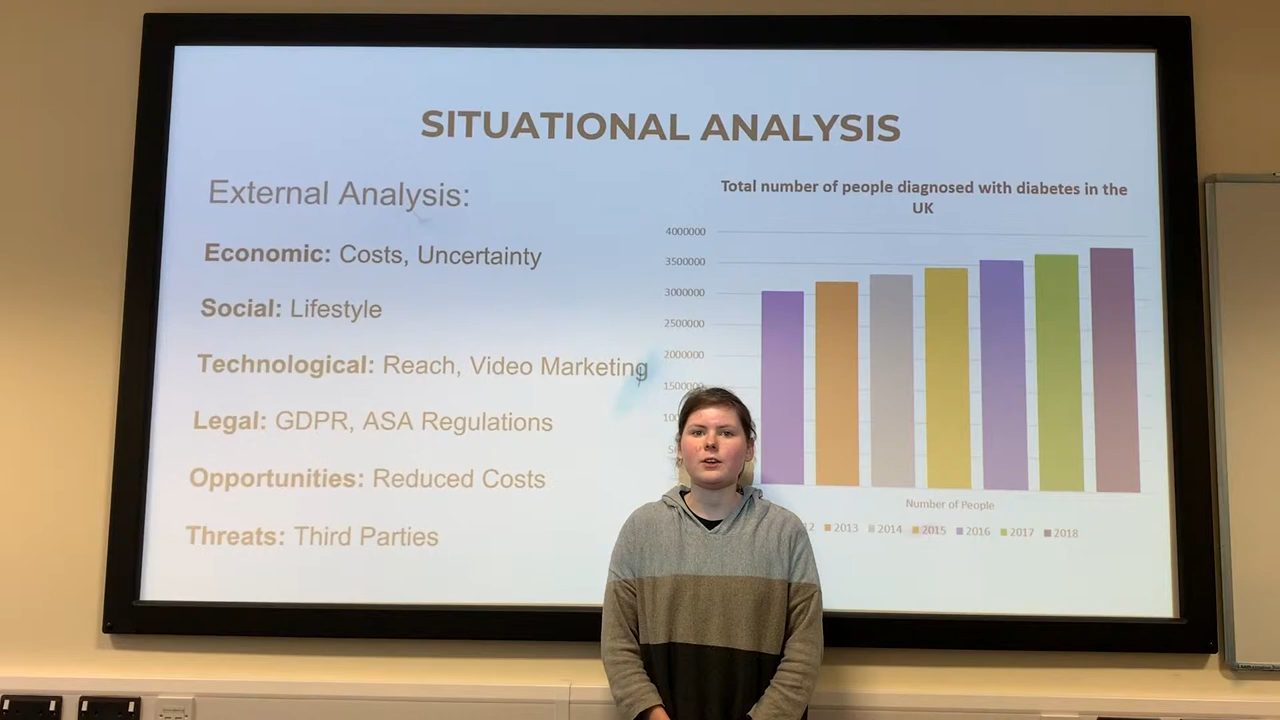 SITUATIONAL ANALYSIS
External Analysis:
Economic: Costs, Uncertainty
Social: Lifestyle
Technological: Reach, Video Marketing
Legal: GDPR, ASA Regulations
Opportunities: Reduced Costs
Threats: Third Parties
Total number of people diagnosed with diabetes in the
UK
4000000
3500000
3000000
2500000
2000000
1500000
Number of People
2013 2014 2015 2016 2017 2018